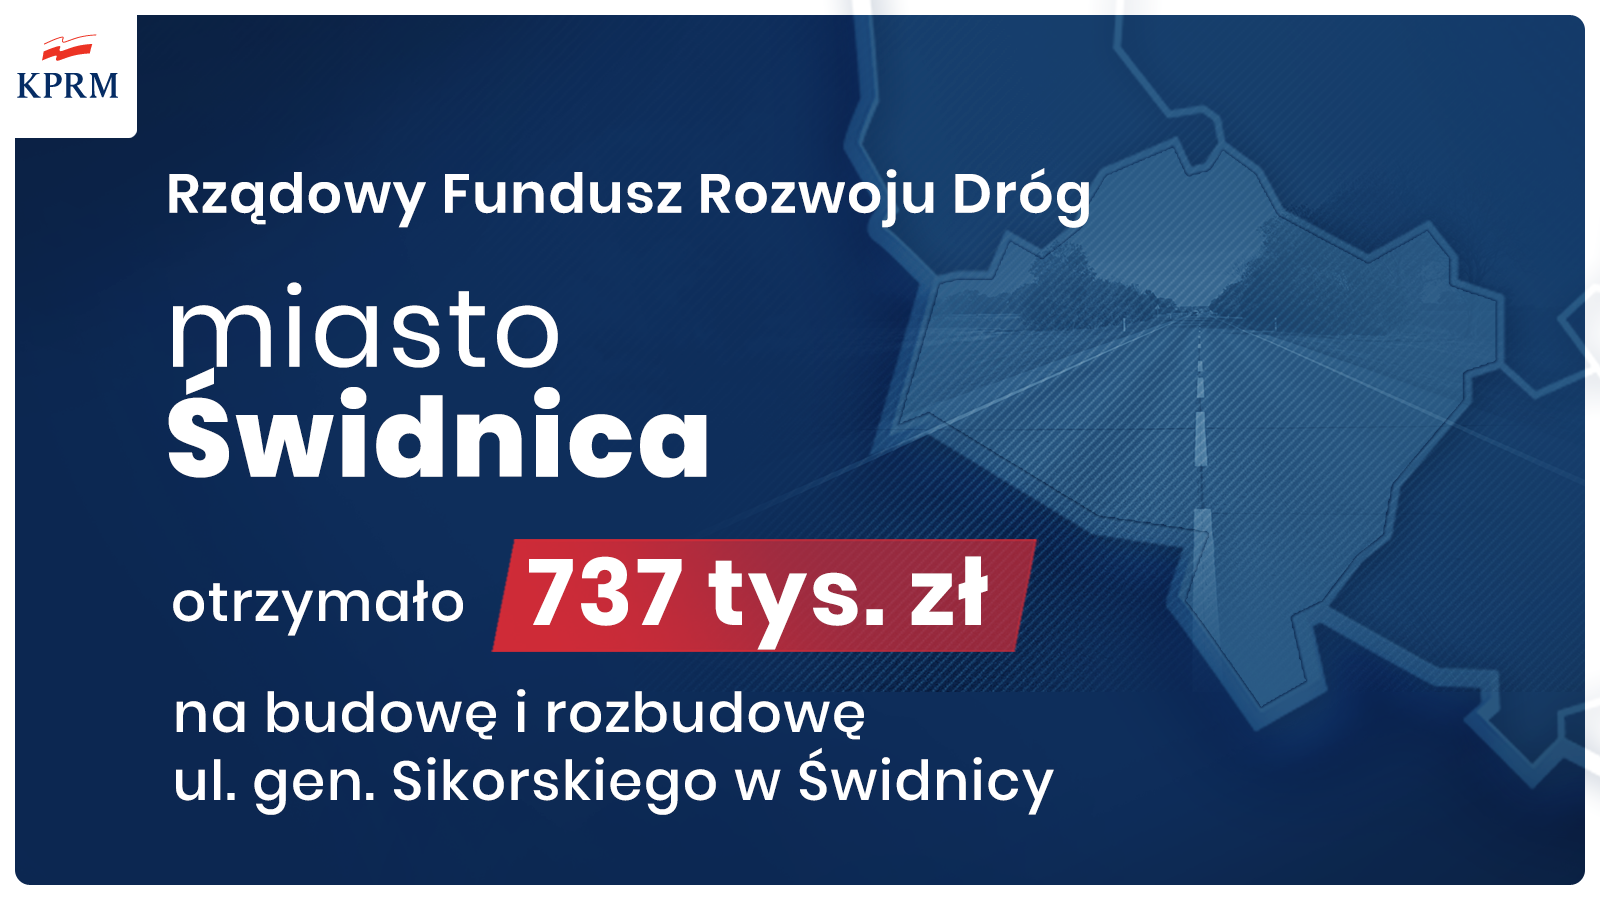 KPRM
Rządowy Fundusz Rozwoju Dróg
miasto
Świdnica
otrzymało 737 tys. zł
na budowę i rozbudowę
ul. gen. Sikorskiego w Świdnicy